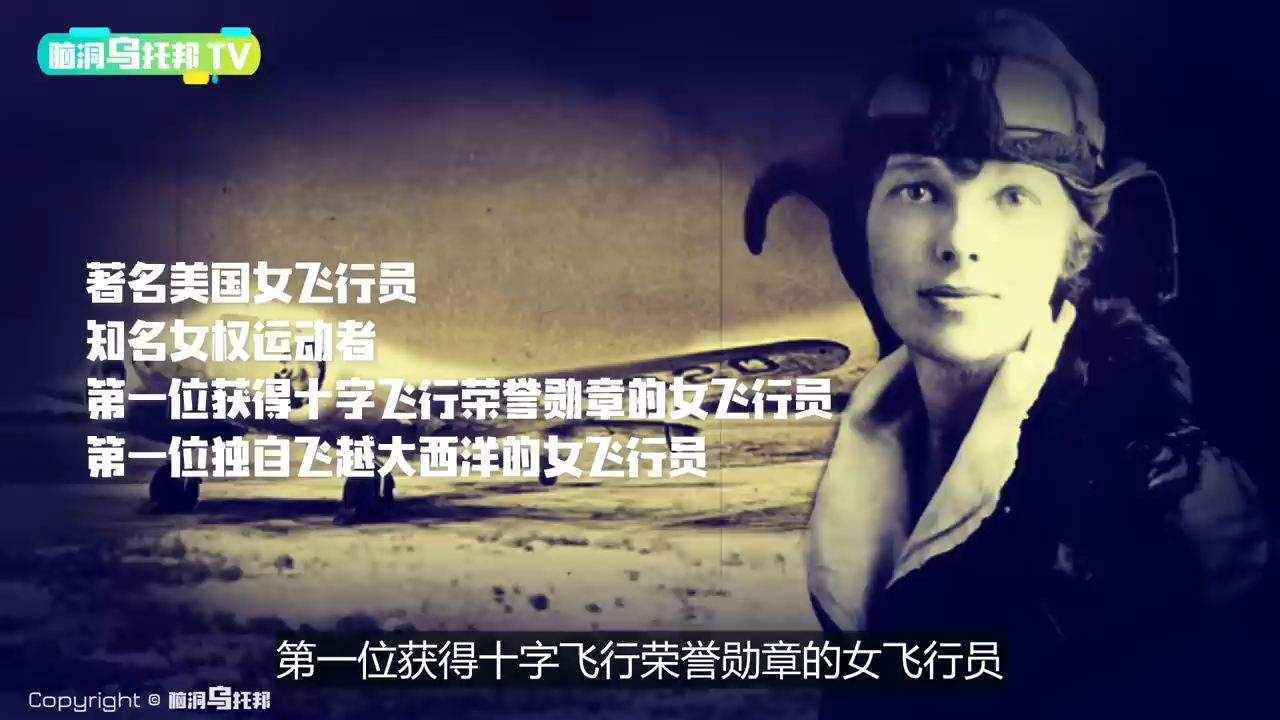 脑洞乌托邦 TV
著名美国女飞行员
知名女权运动者
第一位获得十字飞行荣誉勋章的女飞行员
第一位独自飞越大西洋的女飞行员
第一位获得十字飞行荣誉勋章的女飞行员
Copyright © 脑洞乌托邦